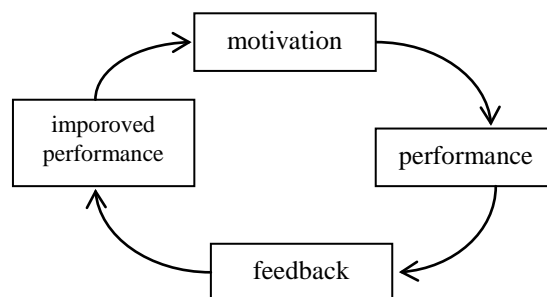 motivation
imporoved
performance
performance
feedback